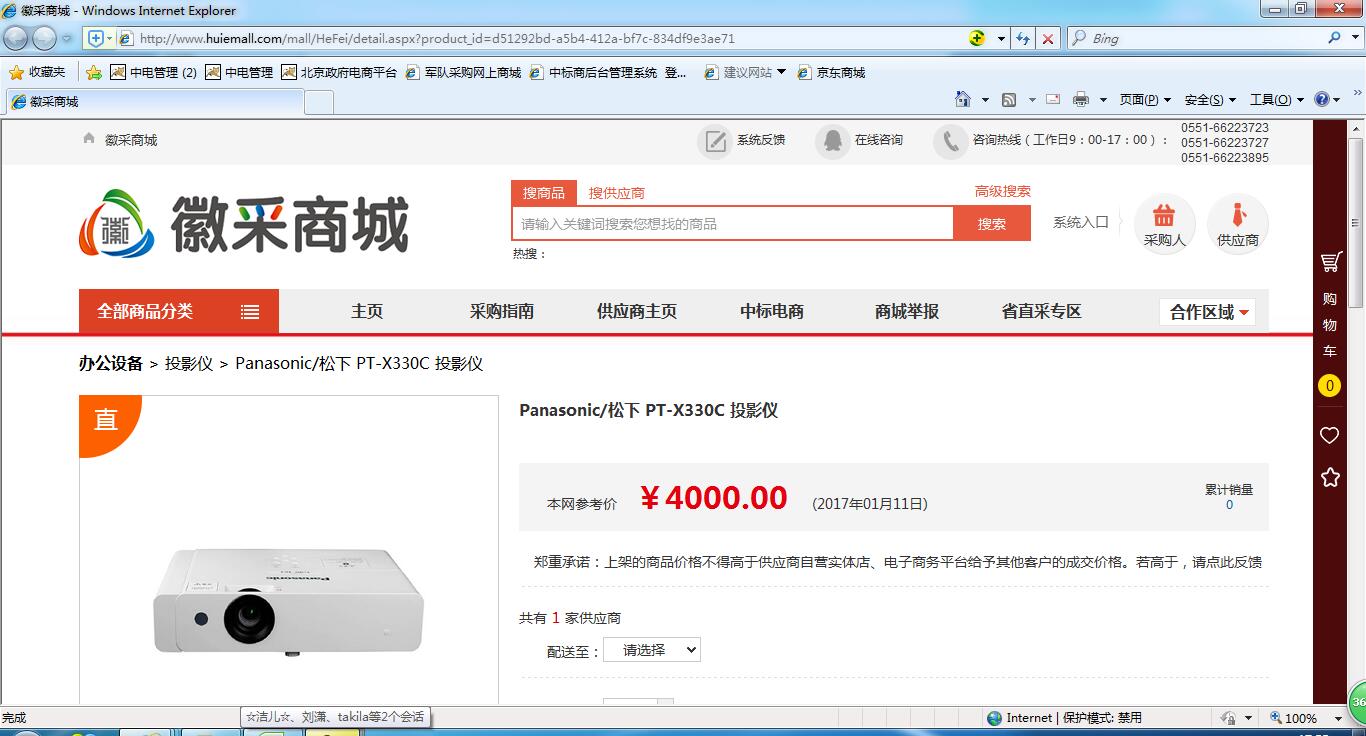 徽采商城 - Windows Internet Explorer
http://www.huiemall.com/mall/HeFei/detail.aspx?product_id=d51292bd-a5b4-412a-bf7c-834df9e3ae71
Bing
收藏夹
中电管理 (2)
中电管理
北京政府电商平台
军队采购网上商城
中标商后台管理系统 登...
建议网站
京东商城
徽采商城
页面(P)
安全(S)
工具(O)
徽采商城
系统反馈
在线咨询
咨询热线（工作日9：00-17：00）：
0551-66223723
0551-66223727
0551-66223895
徽
徽采商城
搜商品
搜供应商
高级搜索
请输入关键词搜索您想找的商品
搜索
热搜：
系统入口
采购人
供应商
全部商品分类
主页
采购指南
供应商主页
中标电商
商城举报
省直采专区
合作区域
办公设备 > 投影仪 > Panasonic/松下 PT-X330C 投影仪
直
Panasonic
Panasonic/松下 PT-X330C 投影仪
本网参考价 ¥4000.00 (2017年01月11日)
累计销量
0
郑重承诺：上架的商品价格不得高于供应商自营实体店、电子商务平台给予其他客户的成交价格。若高于，请点此反馈
共有 1 家供应商
配送至： 请选择
购
物
车
0
36
完成
☆洁儿☆、刘潇、takila等2个会话
Internet | 保护模式: 禁用
100%